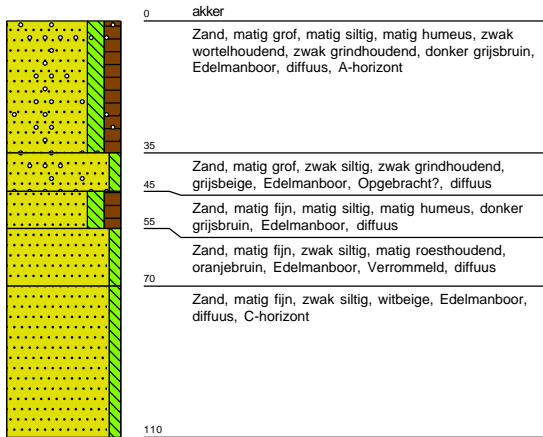 0 akker
Zand, matig grof, matig siltig, matig humeus, zwak
wortelhoudend, zwak grindhoudend, donker grijsbruin,
Edelmanboor, diffuus, A-horizont
35
Zand, matig grof, zwak siltig, zwak grindhoudend,
grijsbeige, Edelmanboor, Opgebracht?, diffuus
45
Zand, matig fijn, matig siltig, matig humeus, donker
grijsbruin, Edelmanboor, diffuus
55
Zand, matig fijn, zwak siltig, matig roesthoudend,
oranjebruin, Edelmanboor, Verrommeld, diffuus
70
Zand, matig fijn, zwak siltig, witbeige, Edelmanboor,
diffuus, C-horizont
110